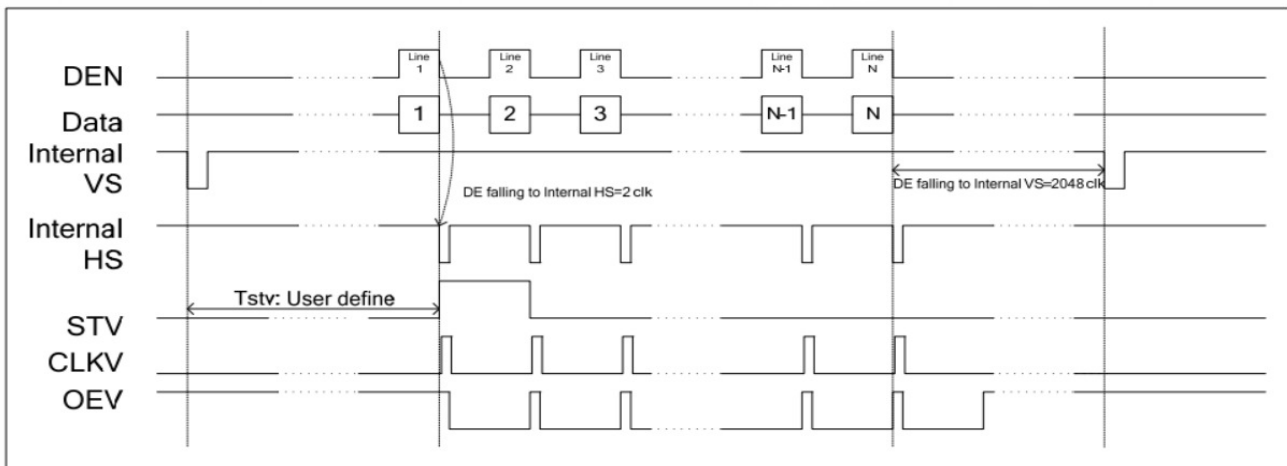 DEN
Line
1
Line
2
Line
3
Line
N-1
Line
N
Data
1
2
3
N-1
N
Internal
VS
DE falling to Internal HS=2 clk
DE falling to Internal VS=2048 clk
Internal
HS
Tstv: User define
STV
CLKV
OEV